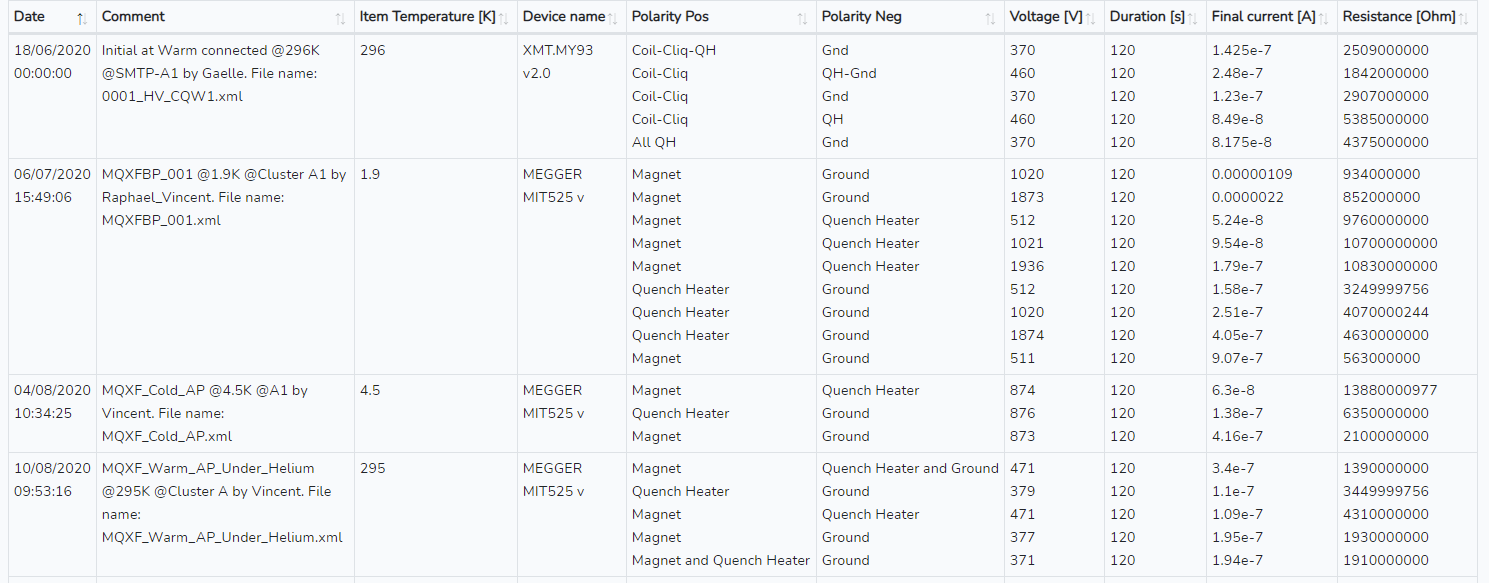 Date Comment Item Temperature [K] Device name Polarity Pos Polarity Neg Voltage [V] Duration [s] Final current [A] Resistance [Ohm]
18/06/2020 Initial at Warm connected @296K 296 XMT.MY93 Coil-Cliq-QH Gnd 370 120 1.425e-7 2509000000
00:00:00 @SMTP-A1 by Gaelle. File name: v2.0 Coil-Cliq QH-Gnd 460 120 2.48e-7 1842000000
0001_HV_CQW1.xml Coil-Cliq Gnd 370 120 1.23e-7 2907000000
Coil-Cliq QH 460 120 8.49e-8 5385000000
All QH Gnd 370 120 8.175e-8 4375000000
06/07/2020 MQXFBP_001 @1.9K @Cluster A1 by 1.9 MEGGER Magnet Ground 1020 120 0.00000109 934000000
15:49:06 Raphael_Vincent. File name: MIT525 v Magnet Ground 1873 120 0.0000022 852000000
MQXFBP_001.xml Magnet Quench Heater 512 120 5.24e-8 9760000000
Magnet Quench Heater 1021 120 9.54e-8 10700000000
Magnet Quench Heater 1936 120 1.79e-7 10830000000
Quench Heater Ground 512 120 1.58e-7 3249999756
Quench Heater Ground 1020 120 2.51e-7 4070000244
Quench Heater Ground 1874 120 4.05e-7 4630000000
Magnet Ground 511 120 9.07e-7 563000000
04/08/2020 MQXF_Cold_AP @4.5K @A1 by 4.5 MEGGER Magnet Quench Heater 874 120 6.3e-8 13880000977
10:34:25 Vincent. File name: MIT525 v Quench Heater Ground 876 120 1.38e-7 6350000000
MQXF_Cold_AP.xml Magnet Ground 873 120 4.16e-7 2100000000
10/08/2020 MQXF_Warm_AP_Under_Helium 295 MEGGER Magnet Quench Heater and Ground 471 120 3.4e-7 1390000000
09:53:16 @295K @Cluster A by Vincent. File MIT525 v Quench Heater Ground 379 120 1.1e-7 3449999756
name: Magnet Quench Heater 471 120 1.09e-7 4310000000
MQXF_Warm_AP_Under_Helium.xml Magnet Ground 377 120 1.95e-7 1930000000
Magnet and Quench Heater Ground 371 120 1.94e-7 1910000000